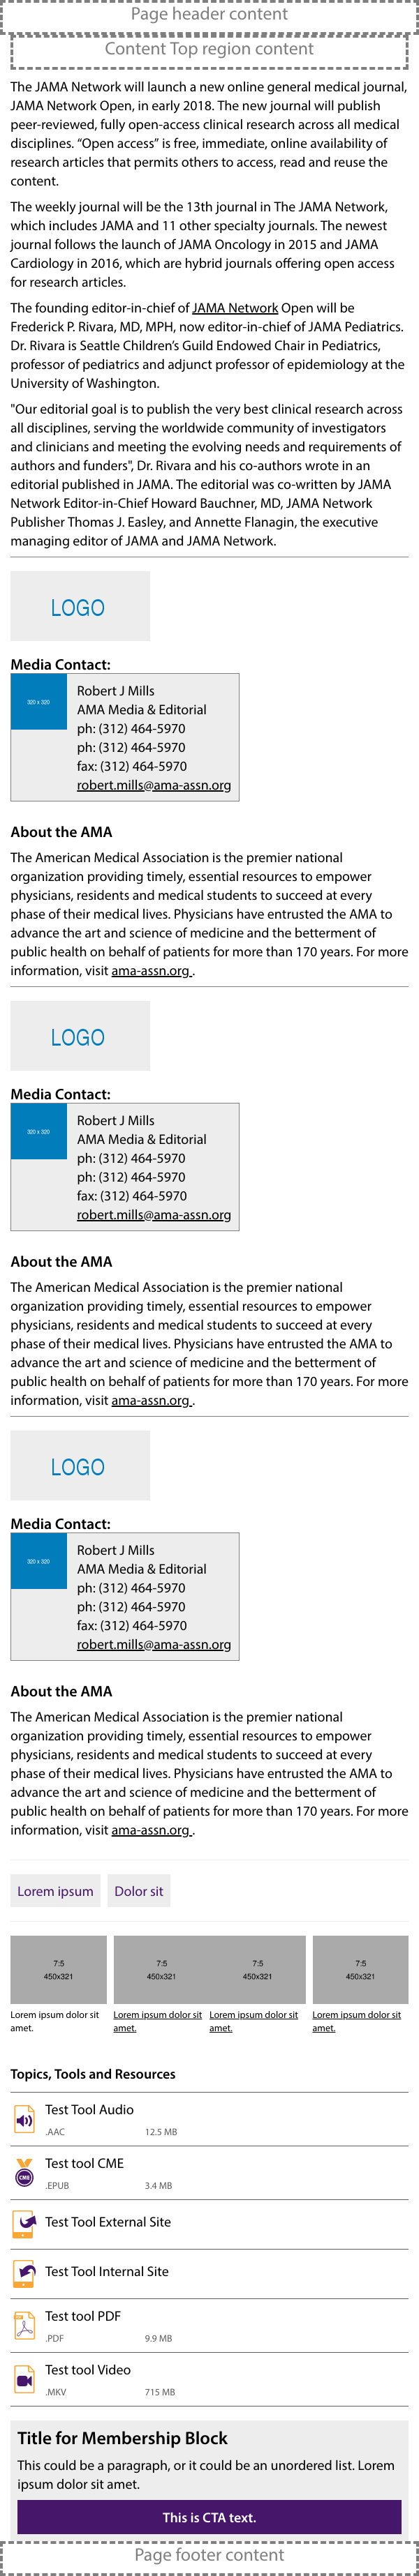 Page header content
Content Top region content
The JAMA Network will launch a new online general medical journal,
JAMA Network Open, in early 2018. The new journal will publish
peer-reviewed, fully open-access clinical research across all medical
disciplines. “Open access” is free, immediate, online availability of
research articles that permits others to access, read and reuse the
content.
The weekly journal will be the 13th journal in The JAMA Network,
which includes JAMA and 11 other specialty journals. The newest
journal follows the launch of JAMA Oncology in 2015 and JAMA
Cardiology in 2016, which are hybrid journals offering open access
for research articles.
The founding editor-in-chief of JAMA Network Open will be
Frederick P. Rivara, MD, MPH, now editor-in-chief of JAMA Pediatrics.
Dr. Rivara is Seattle Children’s Guild Endowed Chair in Pediatrics,
professor of pediatrics and adjunct professor of epidemiology at the
University of Washington.
"Our editorial goal is to publish the very best clinical research across
all disciplines, serving the worldwide community of investigators
and clinicians and meeting the evolving needs and requirements of
authors and funders", Dr. Rivara and his co-authors wrote in an
editorial published in JAMA. The editorial was co-written by JAMA
Network Editor-in-Chief Howard Bauchner, MD, JAMA Network
Publisher Thomas J. Easley, and Annette Flanagin, the executive
managing editor of JAMA and JAMA Network.
LOGO
Media Contact:
320 x 320
Robert J Mills
AMA Media & Editorial
ph: (312) 464-5970
ph: (312) 464-5970
fax: (312) 464-5970
robert.mills@ama-assn.org
About the AMA
The American Medical Association is the premier national
organization providing timely, essential resources to empower
physicians, residents and medical students to succeed at every
phase of their medical lives. Physicians have entrusted the AMA to
advance the art and science of medicine and the betterment of
public health on behalf of patients for more than 170 years. For more
information, visit ama-assn.org .
LOGO
Media Contact:
320 x 320
Robert J Mills
AMA Media & Editorial
ph: (312) 464-5970
ph: (312) 464-5970
fax: (312) 464-5970
robert.mills@ama-assn.org
About the AMA
The American Medical Association is the premier national
organization providing timely, essential resources to empower
physicians, residents and medical students to succeed at every
phase of their medical lives. Physicians have entrusted the AMA to
advance the art and science of medicine and the betterment of
public health on behalf of patients for more than 170 years. For more
information, visit ama-assn.org .
LOGO
Media Contact:
320 x 320
Robert J Mills
AMA Media & Editorial
ph: (312) 464-5970
ph: (312) 464-5970
fax: (312) 464-5970
robert.mills@ama-assn.org
About the AMA
The American Medical Association is the premier national
organization providing timely, essential resources to empower
physicians, residents and medical students to succeed at every
phase of their medical lives. Physicians have entrusted the AMA to
advance the art and science of medicine and the betterment of
public health on behalf of patients for more than 170 years. For more
information, visit ama-assn.org .
Lorem ipsum Dolor sit
7:5 7:5 7:5 7:5
450x321 450x321 450x321 450x321
Lorem ipsum dolor sit Lorem ipsum dolor sit Lorem ipsum dolor sit Lorem ipsum dolor sit
amet. amet. amet. amet.
Topics, Tools and Resources
Test Tool Audio
.AAC 12.5 MB
Test tool CME
CME
.EPUB 3.4 MB
Test Tool External Site
Test Tool Internal Site
Test tool PDF
.PDF 9.9 MB
Test tool Video
.MKV 715 MB
Title for Membership Block
This could be a paragraph, or it could be an unordered list. Lorem
ipsum dolor sit amet.
This is CTA text.
Page footer content